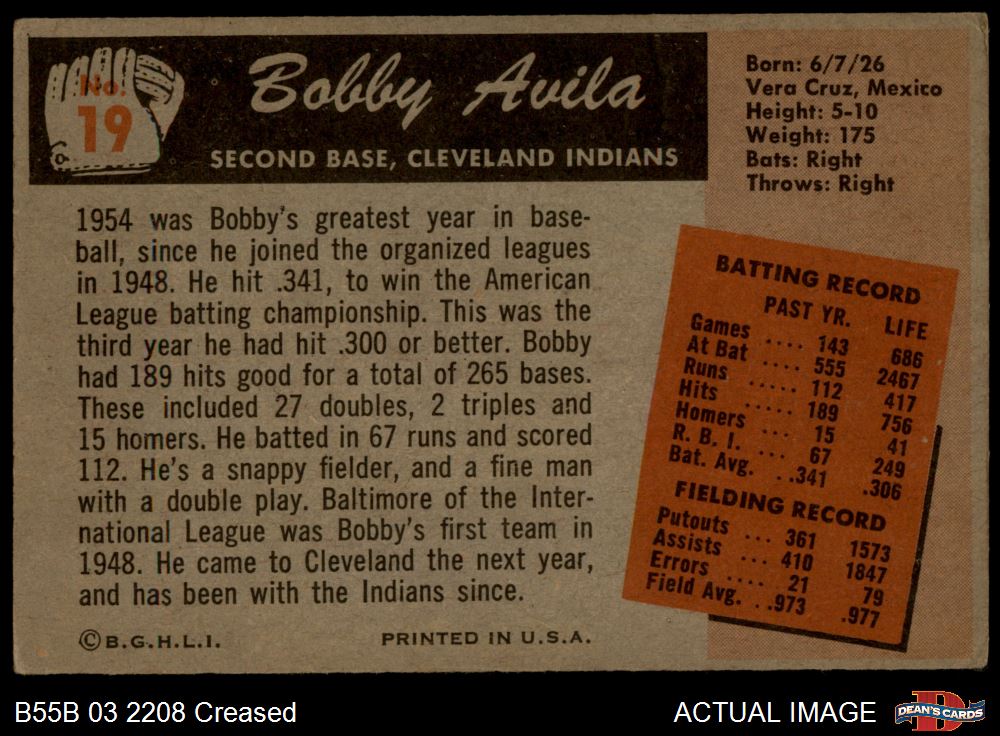 No.
19
Bobby Avila
SECOND BASE, CLEVELAND INDIANS
Born: 6/7/26
Vera Cruz, Mexico
Height: 5-10
Weight: 175
Bats: Right
Throws: Right
1954 was Bobby's greatest year in base-
ball, since he joined the organized leagues
in 1948. He hit .341, to win the American
League batting championship. This was the
third year he had hit .300 or better. Bobby
had 189 hits good for a total of 265 bases.
These included 27 doubles, 2 triples and
15 homers. He batted in 67 runs and scored
112. He's a snappy fielder, and a fine man
with a double play. Baltimore of the Inter-
national League was Bobby's first team in
1948. He came to Cleveland the next year,
and has been with the Indians since.
BATTING RECORD
PAST YR. LIFE
Games .... 143 686
At Bat .... 555 2467
Runs ..... 112 417
Hits ..... 189 756
Homers ... 15 41
R. B. I. ... 67 249
Bat. Avg. ..341 .306
FIELDING RECORD
Putouts ... 361 1573
Assists ... 410 1847
Errors .... 21 79
Field Avg. ..973 .977
©B.G.H.L.I. PRINTED IN U.S.A.
B55B 03 2208 Creased ACTUAL IMAGE DEAN'S CARDS